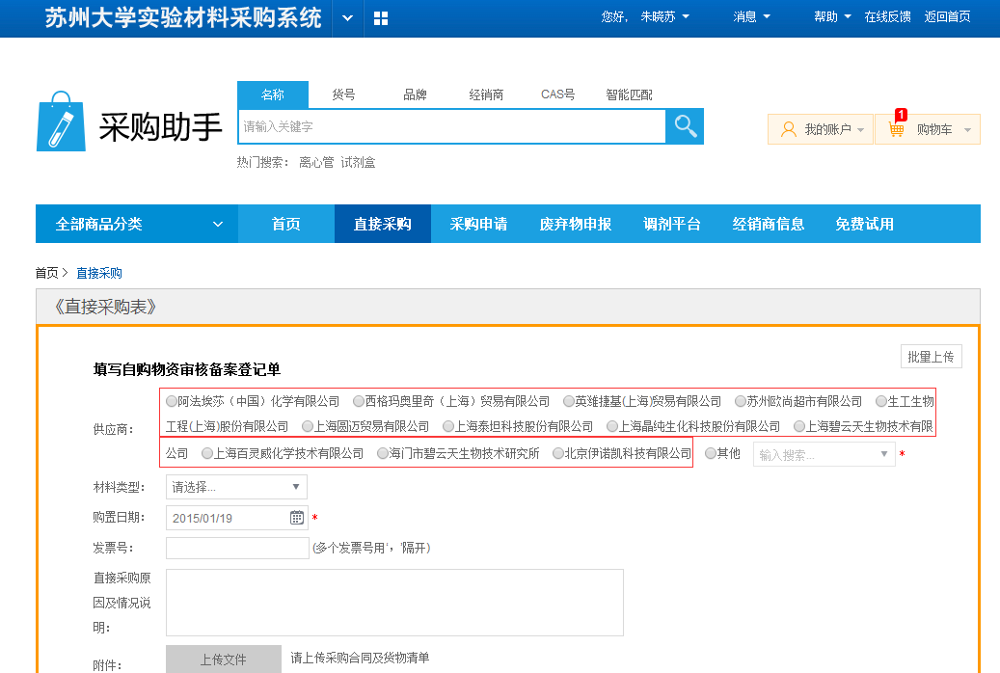 苏州大学实验材料采购系统
您好， 朱晓苏 消息 帮助 在线反馈 返回首页
采购助手
名称 货号 品牌 经销商 CAS号 智能匹配
请输入关键字
热门搜索： 离心管 试剂盒
我的账户 1 购物车
全部商品分类 首页 直接采购 采购申请 废弃物申报 调剂平台 经销商信息 免费试用
首页 > 直接采购
《直接采购表》
批量上传
填写自购物资审核备案登记单
供应商：
阿法埃莎（中国）化学有限公司 西格玛奥里奇（上海）贸易有限公司 英潍捷基(上海)贸易有限公司 苏州欧尚超市有限公司 生工生物
工程(上海)股份有限公司 上海圆迈贸易有限公司 上海泰坦科技股份有限公司 上海晶纯生化科技股份有限公司 上海碧云天生物技术有限
公司 上海百灵威化学技术有限公司 海门市碧云天生物技术研究所 北京伊诺凯科技有限公司 其他 输入搜索... *
材料类型： 请选择...
购置日期： 2015/01/19 *
发票号： (多个发票号用'，'隔开)
直接采购原
因及情况说
明：
附件： 上传文件 请上传采购合同及货物清单